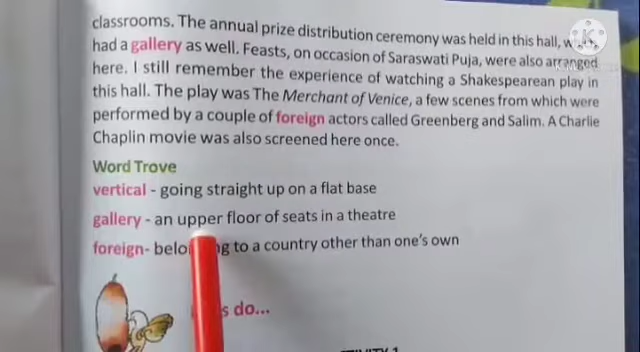 classrooms. The annual prize distribution ceremony was held in this hall,
had a gallery as well. Feasts, on occasion of Saraswati Puja, were also arranged
here. I still remember the experience of watching a Shakespearean play in
this hall. The play was The Merchant of Venice, a few scenes from which were
performed by a couple of foreign actors called Greenberg and Salim. A Charlie
Chaplin movie was also screened here once.
Word Trove
vertical - going straight up on a flat base
gallery - an upper floor of seats in a theatre
foreign- to a country other than one's own
do...
K